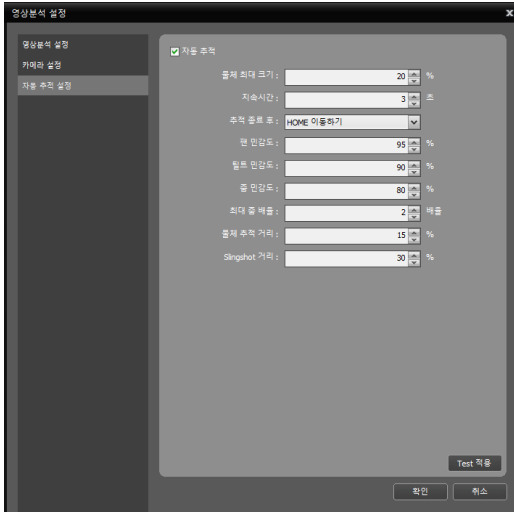 영상분석 설정
x
영상분석 설정
카메라 설정
자동 추적 설정
자동 추적
물체 최대 크기 : 20 %
지속시간 : 3 초
추적 종료 후 : HOME 이동하기
팬 민감도 : 95 %
틸트 민감도 : 90 %
줌 민감도 : 80 %
최대 줌 배율 : 2 배율
물체 추적 거리 : 15 %
Slingshot 거리 : 30 %
Test 적용
확인 취소